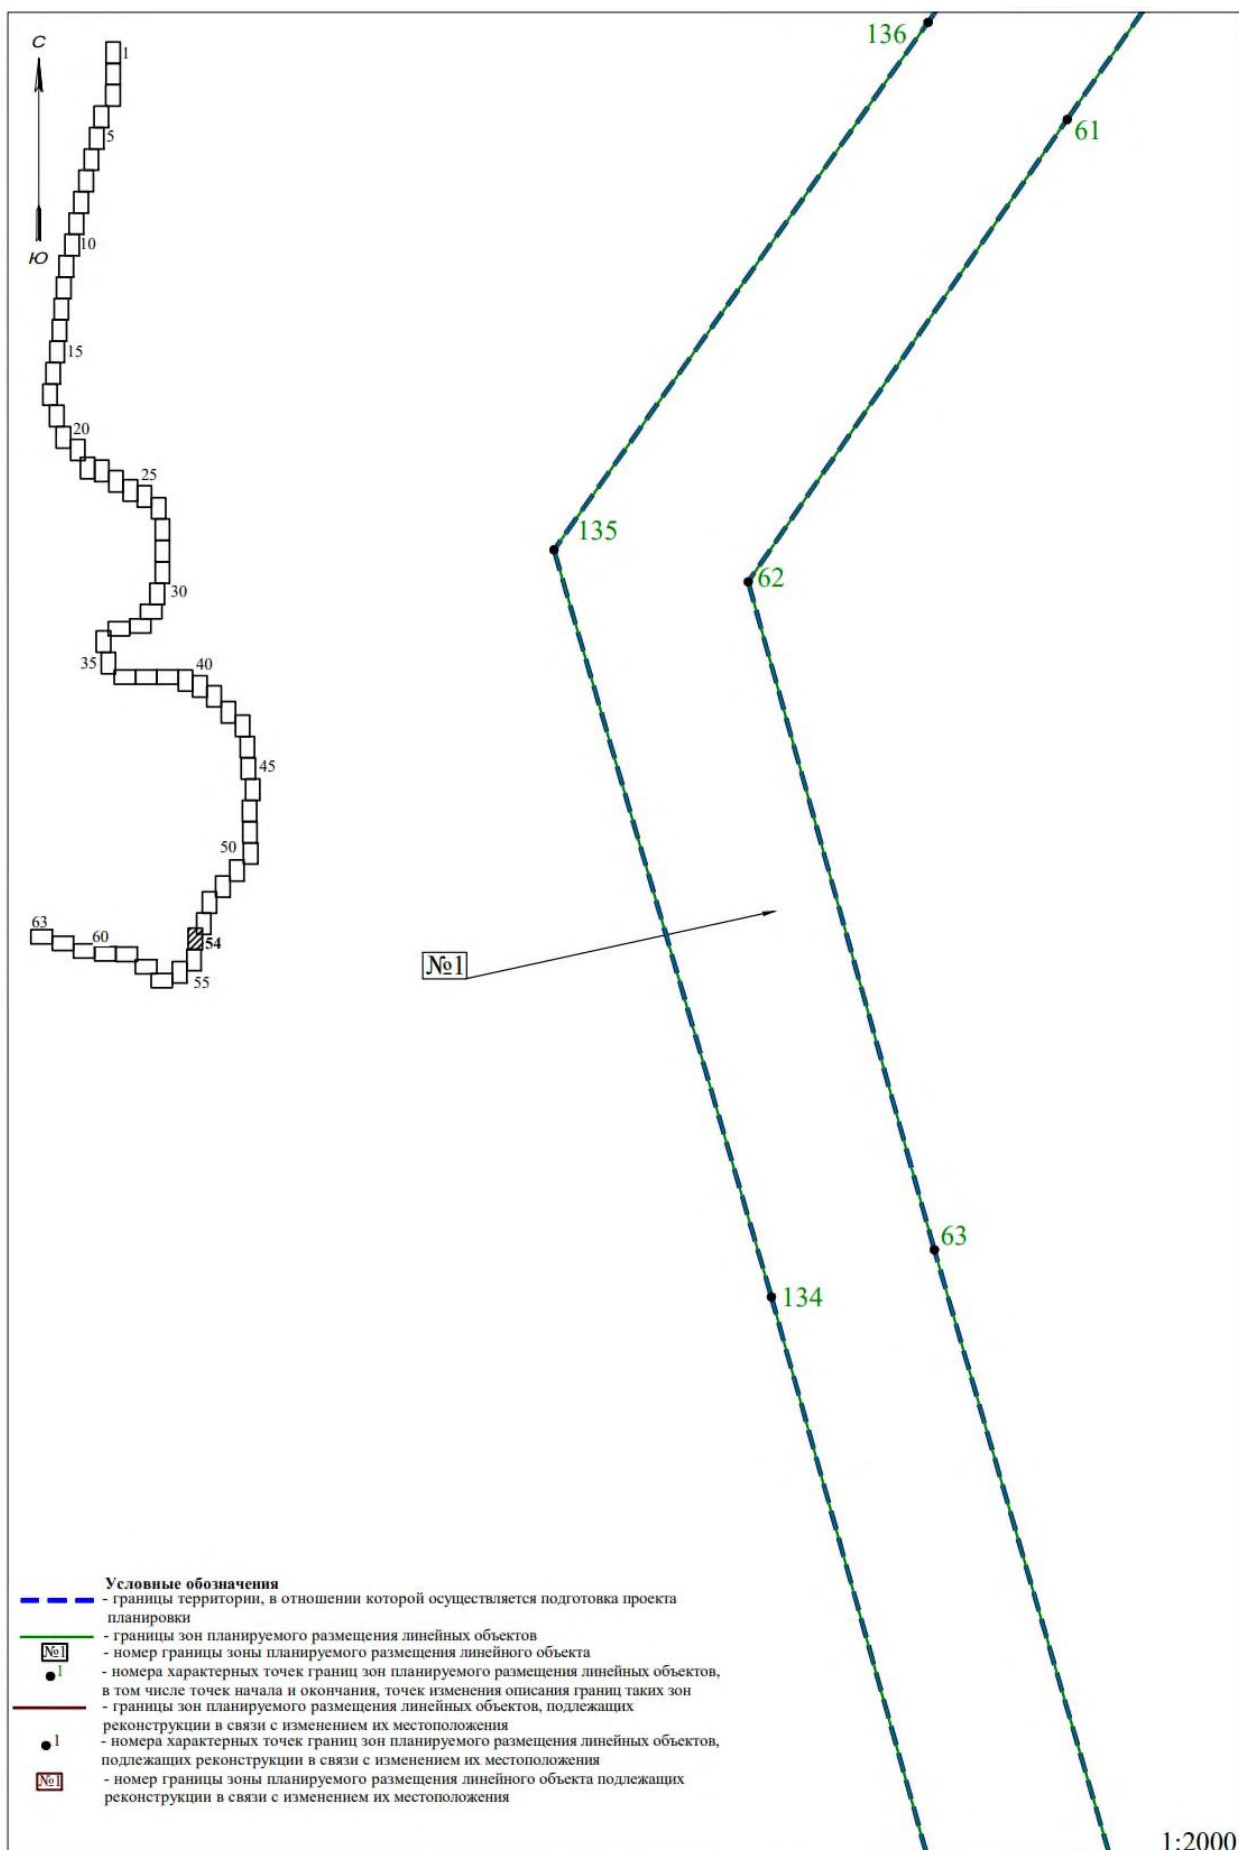 С
Ю
1
5
10
15
20
25
30
35
40
45
50
63
60
54
55
136
61
135
62
№1
63
134
Условные обозначения
- границы территории, в отношении которой осуществляется подготовка проекта
планировки
- границы зон планируемого размещения линейных объектов
№1 - номер границы зоны планируемого размещения линейного объекта
1 - номера характерных точек границ зон планируемого размещения линейных объектов,
в том числе точек начала и окончания, точек изменения описания границ таких зон
- границы зон планируемого размещения линейных объектов, подлежащих
реконструкции в связи с изменением их местоположения
1 - номера характерных точек границ зон планируемого размещения линейных объектов,
подлежащих реконструкции в связи с изменением их местоположения
№1 - номер границы зоны планируемого размещения линейного объекта подлежащих
реконструкции в связи с изменением их местоположения
1:2000